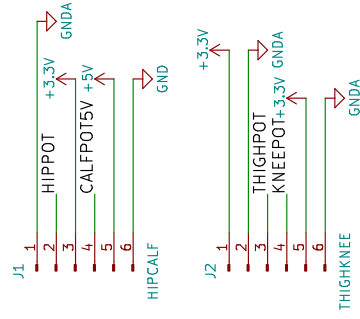 GNDA
+3.3V
+5V
GND
HIPPOT
CALFPOT5V
1
2
3
4
5
6
J1
HIPCALF
+3.3V
GNDA
+3.3V
GNDA
THIGHPOT
KNEEPOT
1
2
3
4
5
6
J2
THIGHKNEE